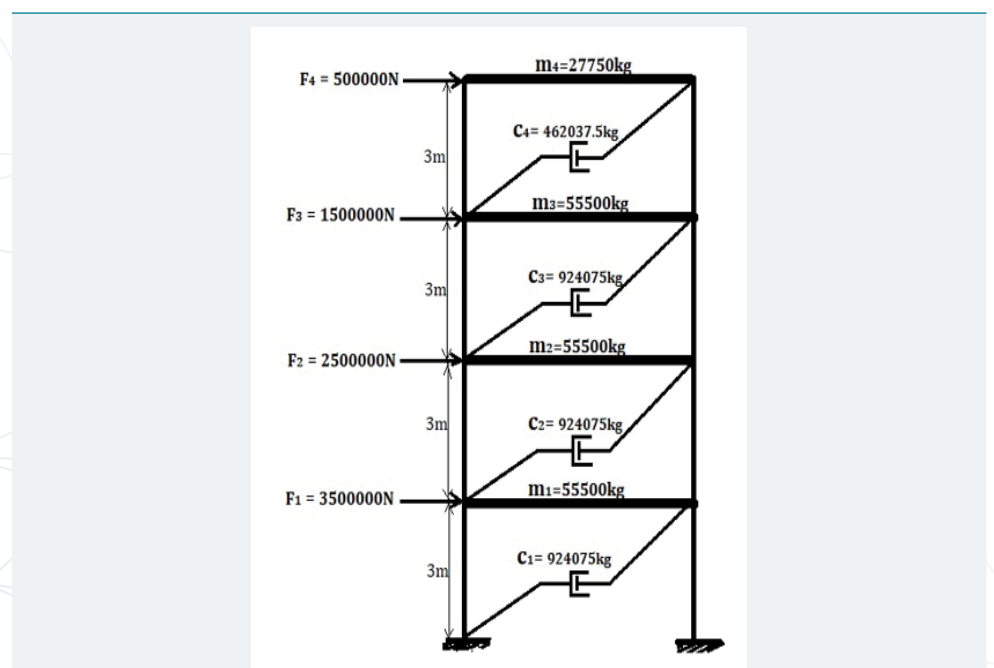 m4=27750kg
F4 = 500000N
C4= 462037.5kg
3m
m3=55500kg
F3 = 1500000N
C3= 924075kg
3m
m2=55500kg
F2 = 2500000N
C2= 924075kg
3m
m1=55500kg
F1 = 3500000N
C1= 924075kg
3m